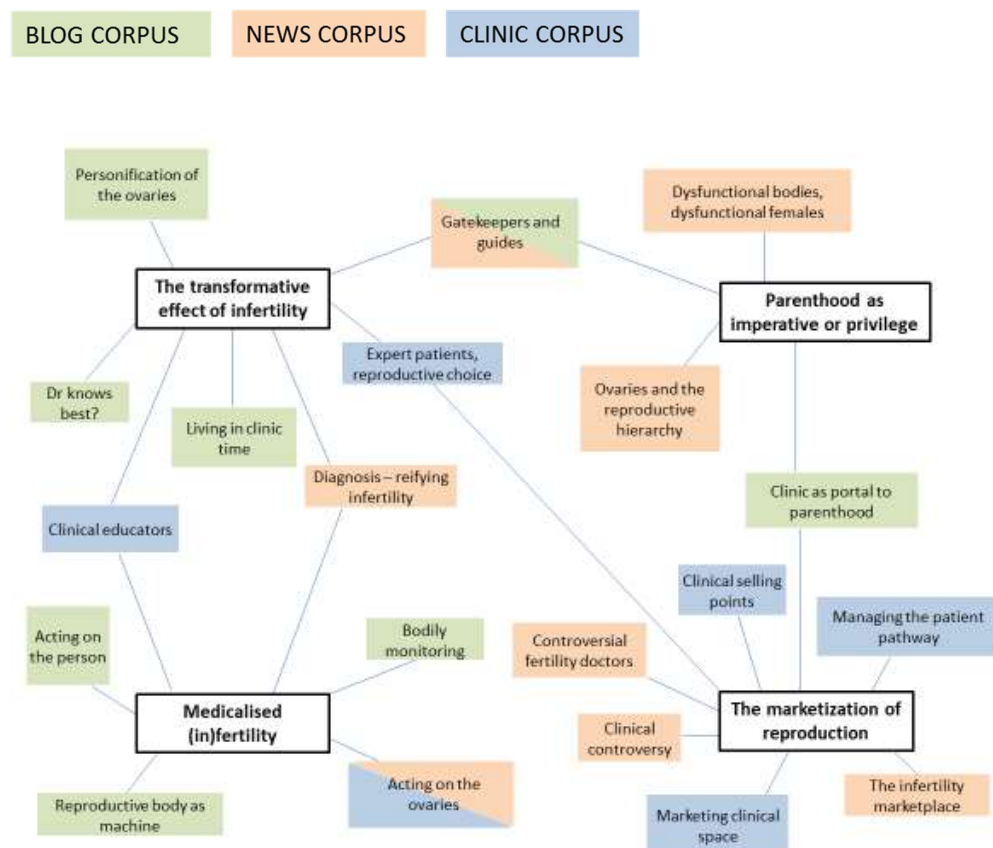 BLOG CORPUS
NEWS CORPUS
CLINIC CORPUS
Personification of
the ovaries
Gatekeepers and
guides
Dysfunctional bodies,
dysfunctional females
The transformative
effect of infertility
Parenthood as
imperative or privilege
Expert patients,
reproductive choice
Dr knows
best?
Living in clinic
time
Ovaries and the
reproductive
hierarchy
Diagnosis – reifying
infertility
Clinic as portal to
parenthood
Clinical educators
Clinical selling
points
Managing the patient
pathway
Acting on
the person
Bodily
monitoring
Controversial
fertility doctors
Medicalised
(in)fertility
The marketization of
reproduction
Clinical
controversy
Acting on the
ovaries
The infertility
marketplace
Reproductive body as
machine
Marketing clinical
space